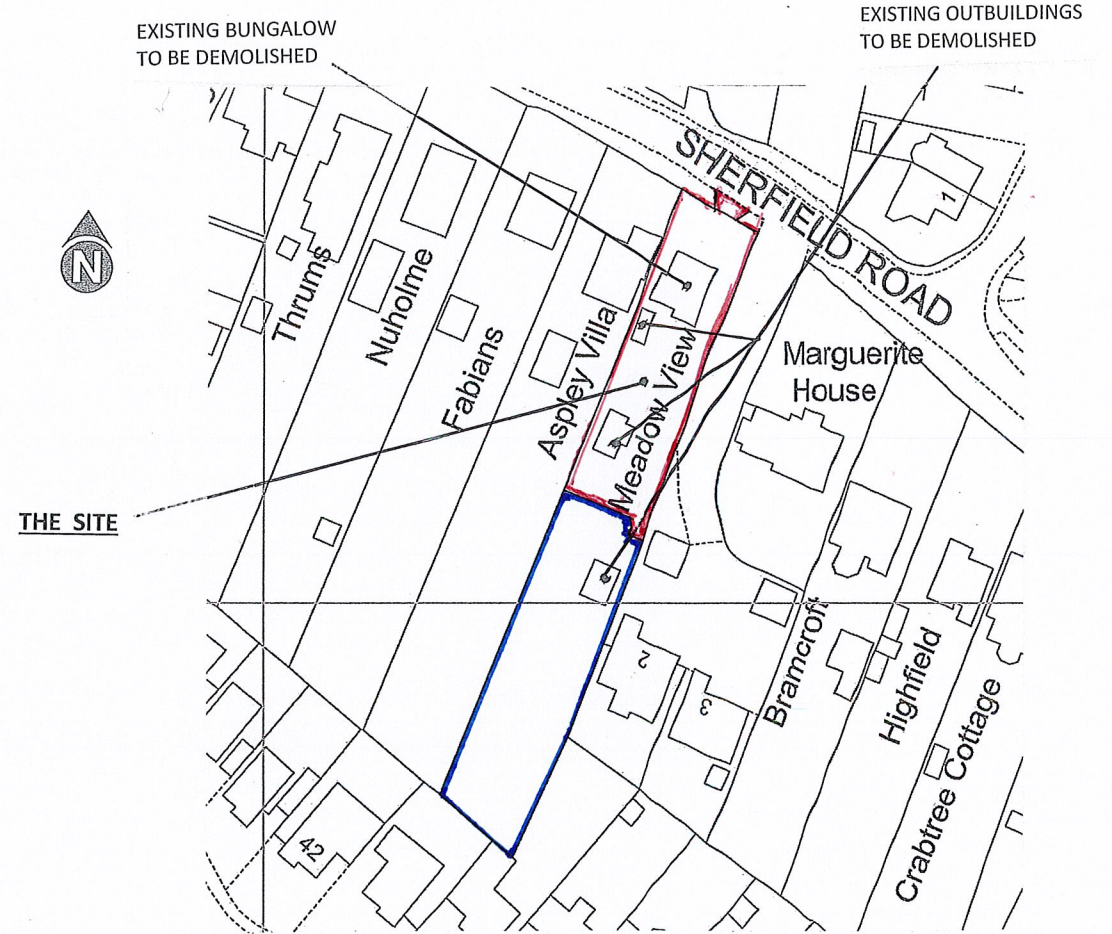 EXISTING BUNGALOW
TO BE DEMOLISHED
EXISTING OUTBUILDINGS
TO BE DEMOLISHED
SHERFIELD ROAD
1
N
Thrums
Nuholme
Fabians
Aspley Villa
Meadow View
Marguerite
House
THE SITE
2
3
Bramcroft
Highfield
Crabtree Cottage
42